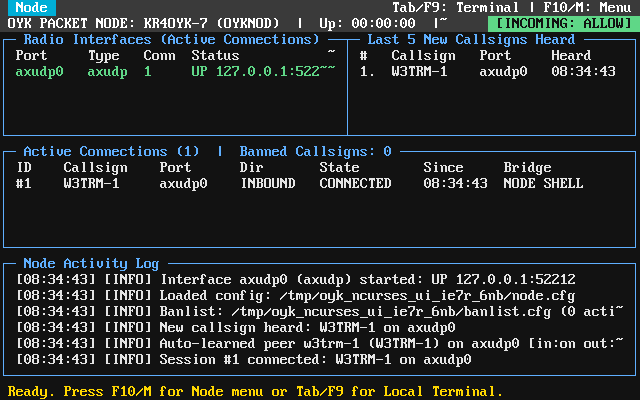 Node Tab/F9: Terminal | F10/M: Menu
OYK PACKET NODE: KR4OYK-7 (OYKNOD) | Up: 00:00:00 |~ [INCOMING: ALLOW]
Radio Interfaces (Active Connections)
Port Type Conn Status ~
axudp0 axudp 1 UP 127.0.0.1:522~~
Last 5 New Callsigns Heard
# Callsign Port Heard
1. W3TRM-1 axudp0 08:34:43
Active Connections (1) | Banned Callsigns: 0
ID Callsign Port Dir State Since Bridge
#1 W3TRM-1 axudp0 INBOUND CONNECTED 08:34:43 NODE SHELL
Node Activity Log
[08:34:43] [INFO] Interface axudp0 (axudp) started: UP 127.0.0.1:52212
[08:34:43] [INFO] Loaded config: /tmp/oyk_ncurses_ui_ie7r_6nb/node.cfg
[08:34:43] [INFO] Banlist: /tmp/oyk_ncurses_ui_ie7r_6nb/banlist.cfg (0 acti~
[08:34:43] [INFO] New callsign heard: W3TRM-1 on axudp0
[08:34:43] [INFO] Auto-learned peer w3trm-1 (W3TRM-1) on axudp0 [in:on out:~
[08:34:43] [INFO] Session #1 connected: W3TRM-1 on axudp0
Ready. Press F10/M for Node menu or Tab/F9 for Local Terminal.